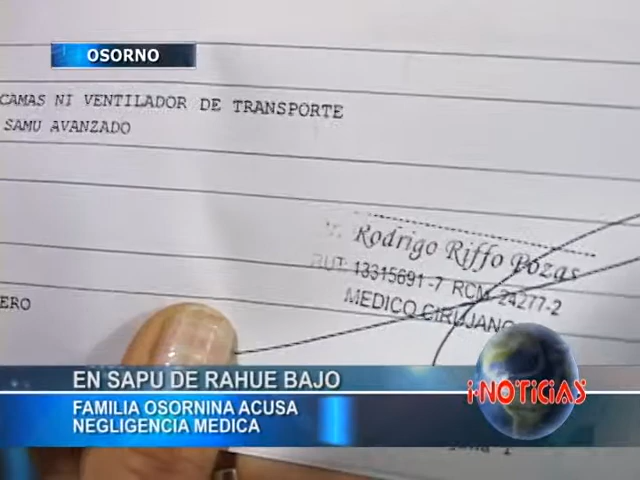 OSORNO
CAMAS NI VENTILADOR DE TRANSPORTE
SAMU AVANZADO
Rodrigo Riffo Pozas
RUT: 13315691-7 RCM 24277-2
MEDICO CIRUJANO
ERO
EN SAPU DE RAHUE BAJO
FAMILIA OSORNINA ACUSA
NEGLIGENCIA MEDICA
i-NOTICIAS